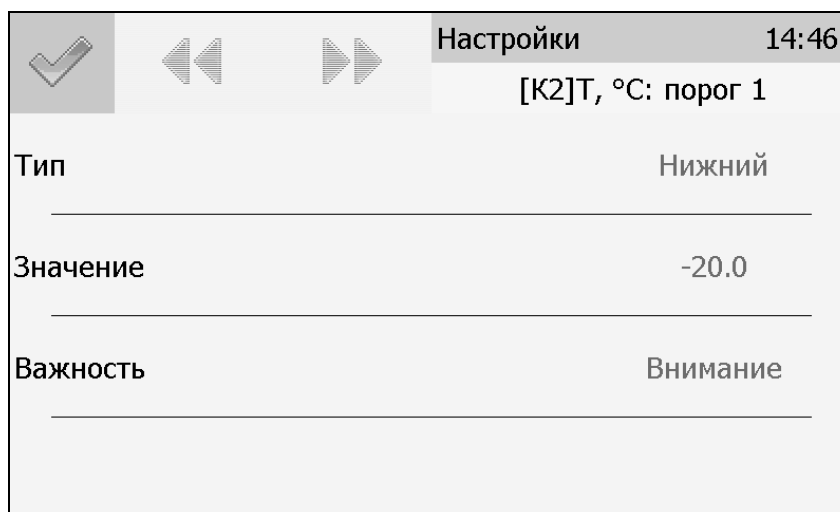 Настройки 14:46
[К2]Т, °C: порог 1
Тип Нижний
Значение -20.0
Важность Внимание